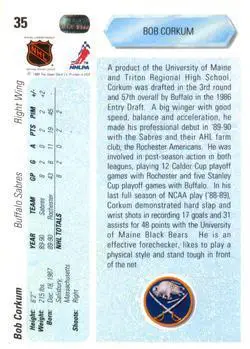 35
BOB CORKUM
NHL
NHLPA
A product of the University of Maine
and Triton Regional High School,
Corkum was drafted in the 3rd round
and 57th overall by Buffalo in the 1986
Entry Draft. A big winger with good
speed, balance and acceleration, he
made his professional debut in '89-90
with the Sabres and their AHL farm
club, the Rochester Americans. He was
involved in post-season action in both
leagues, playing 12 Calder Cup playoff
games with Rochester and five Stanley
Cup playoff games with Buffalo. In his
last full season of NCAA play ('88-89),
Corkum demonstrated hard slap and
wrist shots in recording 17 goals and 31
assists for 48 points with the University
of Maine Black Bears. He is an
effective forechecker, likes to play a
physical style and stand tough in front
of the net.
Bob Corkum
Buffalo Sabres
Right Wing
Height: 6'2"
Weight: 215 lbs.
Born: Dec. 18, 1967
Salisbury,
Massachusetts
Shoots: Right
YEAR TEAM GP G A PTS PIM +/-
89-90 Sabres 8 2 0 2 4 +2
89-90 Rochester 43 8 11 19 45
NHL TOTALS 8 2 0 2 4 +2